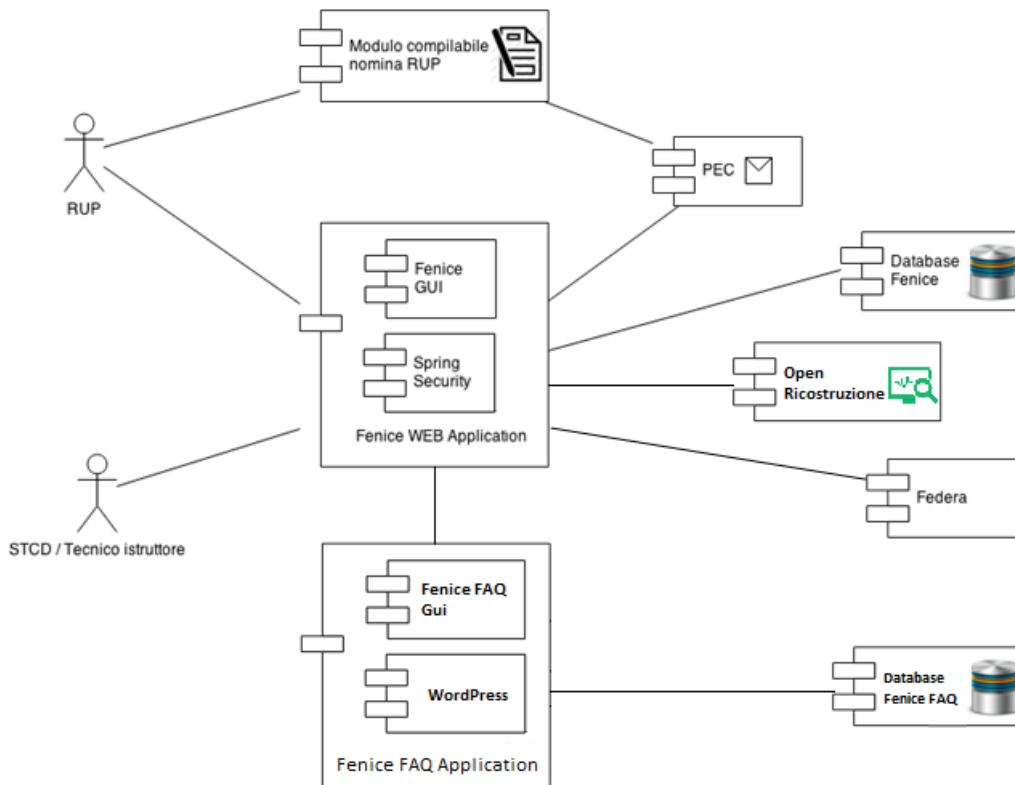 Modulo compilabile
nomina RUP
PEC
RUP
Fenice
GUI
Database
Fenice
Spring
Security
Open
Ricostruzione
Fenice WEB Application
Federa
STCD / Tecnico istruttore
Fenice FAQ
Gui
WordPress
Database
Fenice FAQ
Fenice FAQ Application